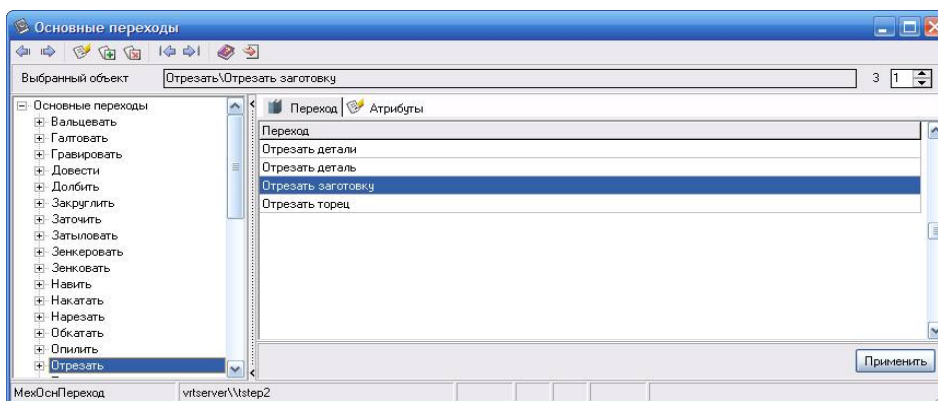 Основные переходы
Выбранный объект Отрезать\Отрезать заготовку 3 1
Основные переходы
Вальцевать
Галтовать
Гравировать
Довести
Долбить
Закруглить
Заточить
Затыловать
Зенкеровать
Зенковать
Навить
Накатать
Нарезать
Обкатать
Опилить
Отрезать
Переход Атрибуты
Переход
Отрезать детали
Отрезать деталь
Отрезать заготовку
Отрезать торец
Применить
МехОснПереход vrtserver\\tstep2